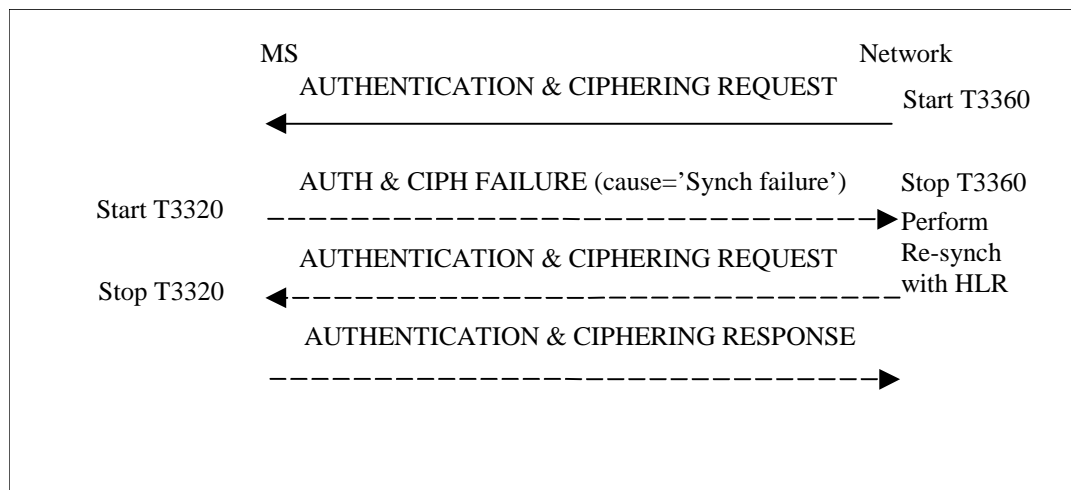 MS
Network
AUTHENTICATION & CIPHERING REQUEST
Start T3360
AUTH & CIPH FAILURE (cause=’Synch failure’)
Stop T3360
Start T3320
Perform
Re-synch
with HLR
AUTHENTICATION & CIPHERING REQUEST
Stop T3320
AUTHENTICATION & CIPHERING RESPONSE